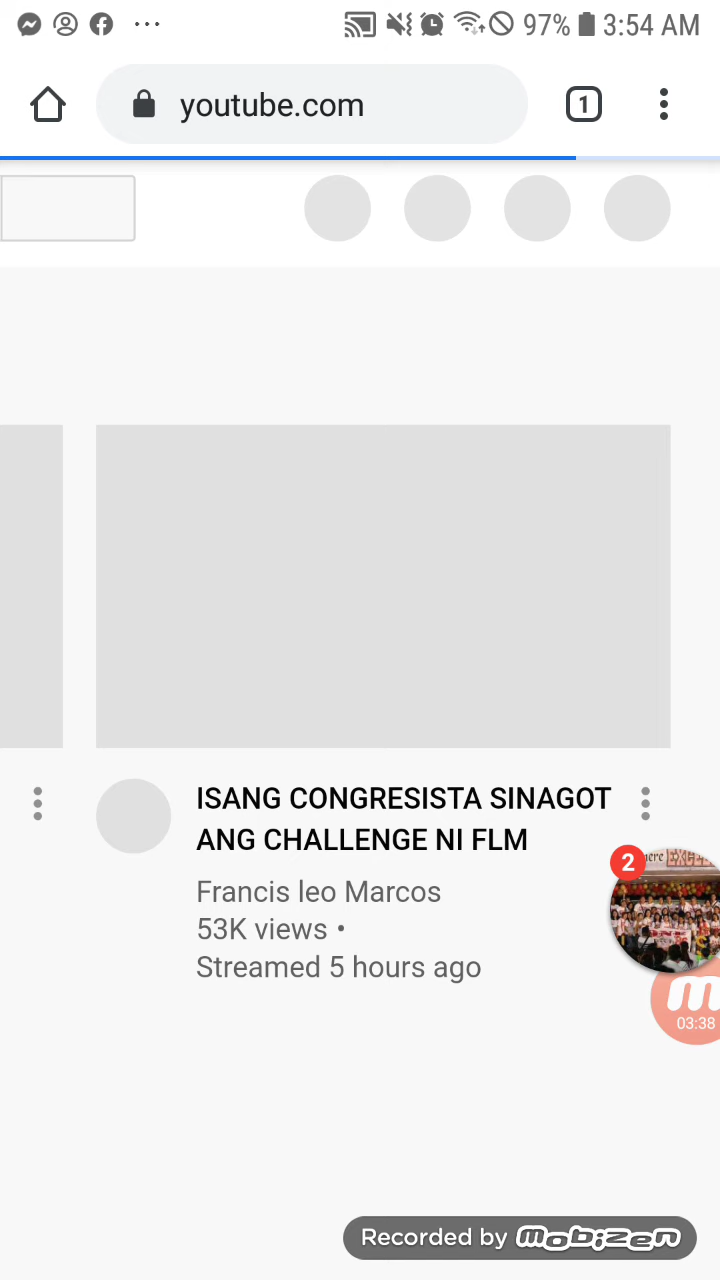 97% 3:54 AM
youtube.com
1
ISANG CONGRESISTA SINAGOT
ANG CHALLENGE NI FLM
Francis leo Marcos
53K views •
Streamed 5 hours ago
2
03:38
Recorded by mobizen